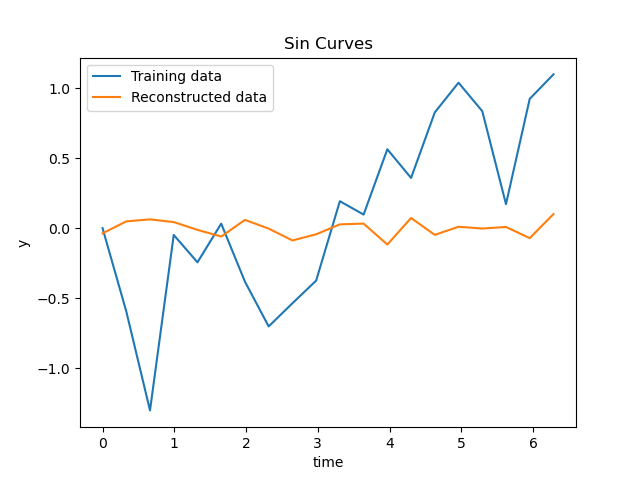 Sin Curves
Training data
Reconstructed data
1.0
0.5
0.0
−0.5
−1.0
y
0 1 2 3 4 5 6
time